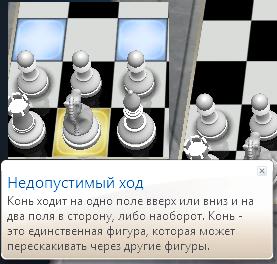 Недопустимый ход
Конь ходит на одно поле вверх или вниз и на
два поля в сторону, либо наоборот. Конь -
это единственная фигура, которая может
перескакивать через другие фигуры.